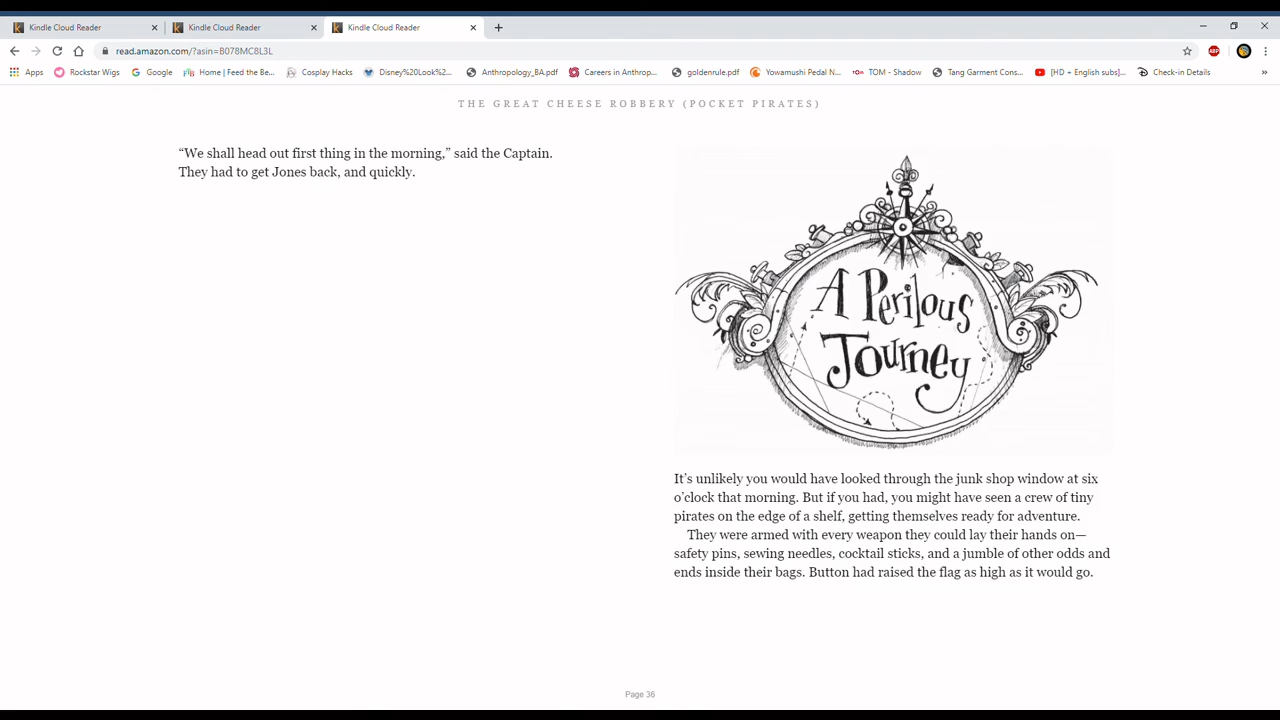 Kindle Cloud Reader
Kindle Cloud Reader
Kindle Cloud Reader
read.amazon.com/?asin=B078MC8L3L
ABP
Apps
Rockstar Wigs
Google
Home | Feed the Be...
Cosplay Hacks
Disney%20Look%2...
Anthropology_BA.pdf
Careers in Anthrop...
goldenrule.pdf
Yowamushi Pedal N...
TOM - Shadow
Tang Garment Cons...
[HD + English subs]...
Check-in Details
THE GREAT CHEESE ROBBERY (POCKET PIRATES)
“We shall head out first thing in the morning,” said the Captain.
They had to get Jones back, and quickly.
A Perilous
Journey
It’s unlikely you would have looked through the junk shop window at six
o’clock that morning. But if you had, you might have seen a crew of tiny
pirates on the edge of a shelf, getting themselves ready for adventure.
They were armed with every weapon they could lay their hands on—
safety pins, sewing needles, cocktail sticks, and a jumble of other odds and
ends inside their bags. Button had raised the flag as high as it would go.
Page 36